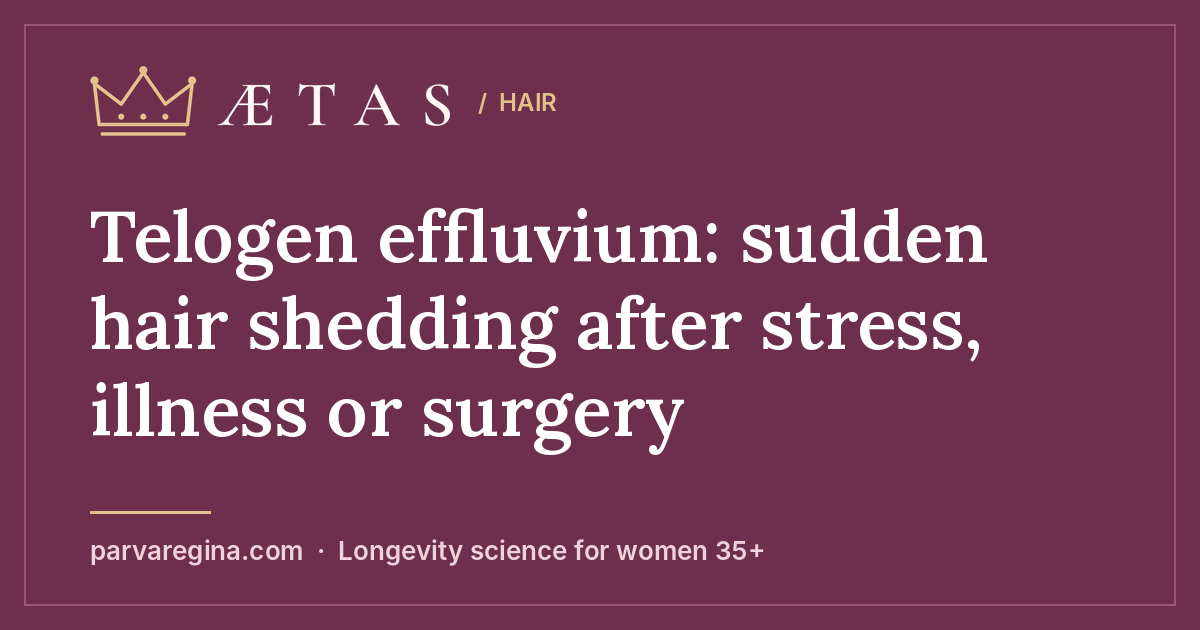 ÆTAS / HAIR
Telogen effluvium: sudden
hair shedding after stress,
illness or surgery
parvaregina.com · Longevity science for women 35+